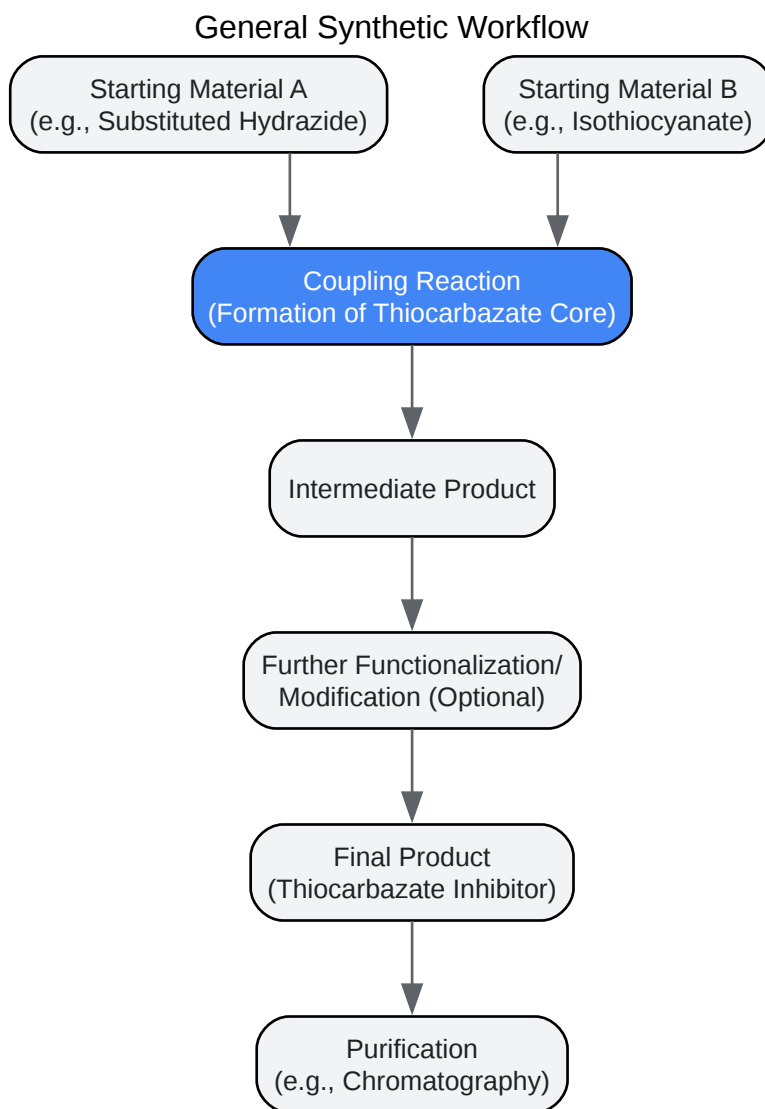 General Synthetic Workflow
Starting Material A
(e.g., Substituted Hydrazide)
Starting Material B
(e.g., Isothiocyanate)
Coupling Reaction
(Formation of Thiocarbazate Core)
Intermediate Product
Further Functionalization/
Modification (Optional)
Final Product
(Thiocarbazate Inhibitor)
Purification
(e.g., Chromatography)